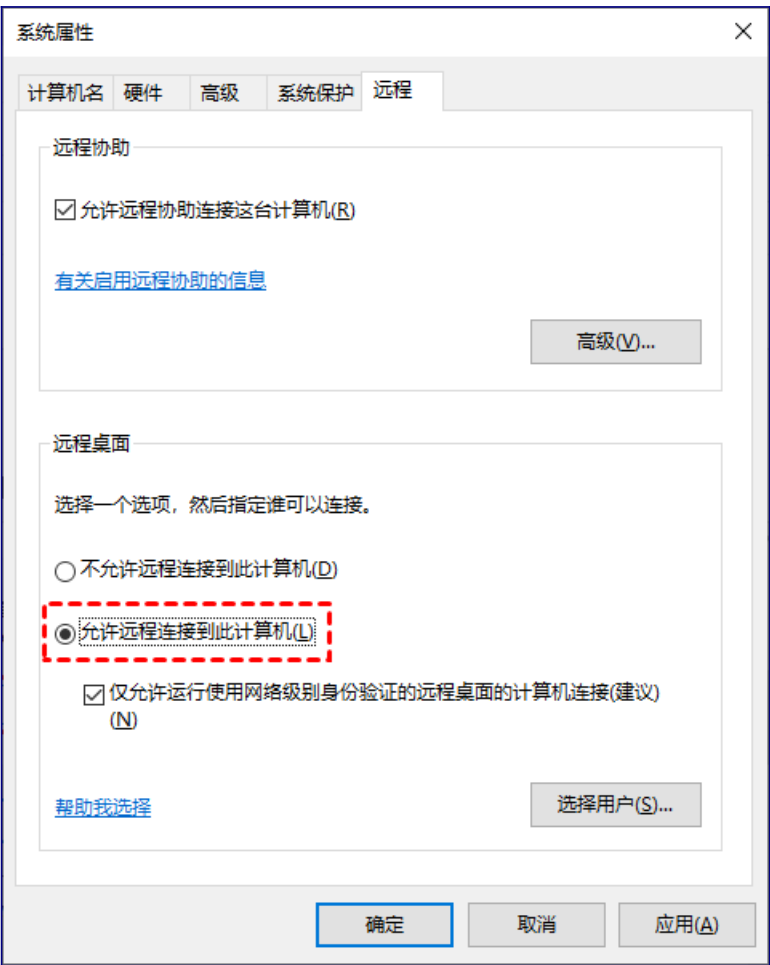 系统属性
计算机名 硬件 高级 系统保护 远程
远程协助
允许远程协助连接这台计算机(R)
有关启用远程协助的信息
高级(V)...
远程桌面
选择一个选项，然后指定谁可以连接。
不允许远程连接到此计算机(D)
允许远程连接到此计算机(L)
仅允许运行使用网络级别身份验证的远程桌面的计算机连接(建议)
(N)
帮助我选择
选择用户(S)...
确定 取消 应用(A)